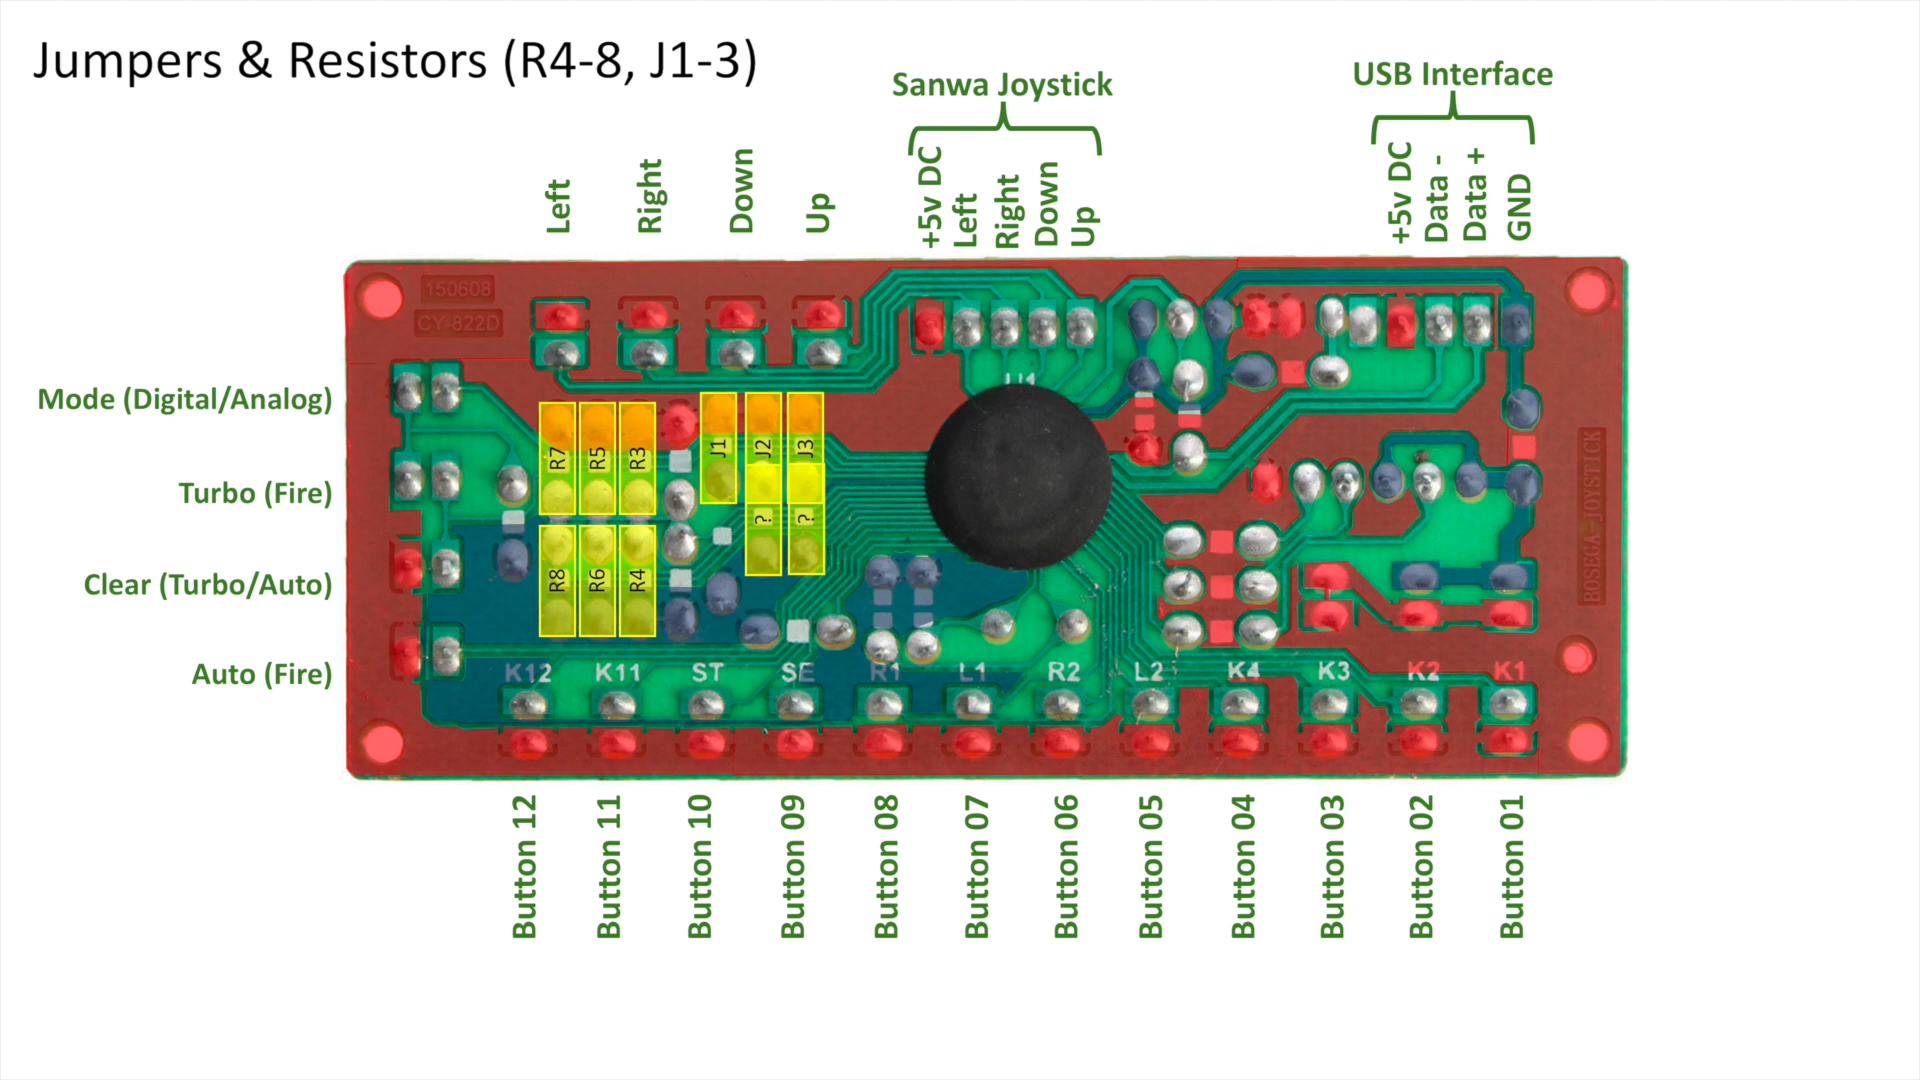 Jumpers & Resistors (R4-8, J1-3)
Sanwa Joystick
USB Interface
Left
Right
Down
Up
+5v DC
Left
Right
Down
Up
+5v DC
Data -
Data +
GND
150608
CY-822D
Mode (Digital/Analog)
Turbo (Fire)
Clear (Turbo/Auto)
Auto (Fire)
U1
R7
R5
R3
J1
J2
J3
?
?
R8
R6
R4
BOSEGA-JOYSTICK
K12
K11
ST
SE
R1
L1
R2
L2
K4
K3
K2
K1
Button 12
Button 11
Button 10
Button 09
Button 08
Button 07
Button 06
Button 05
Button 04
Button 03
Button 02
Button 01